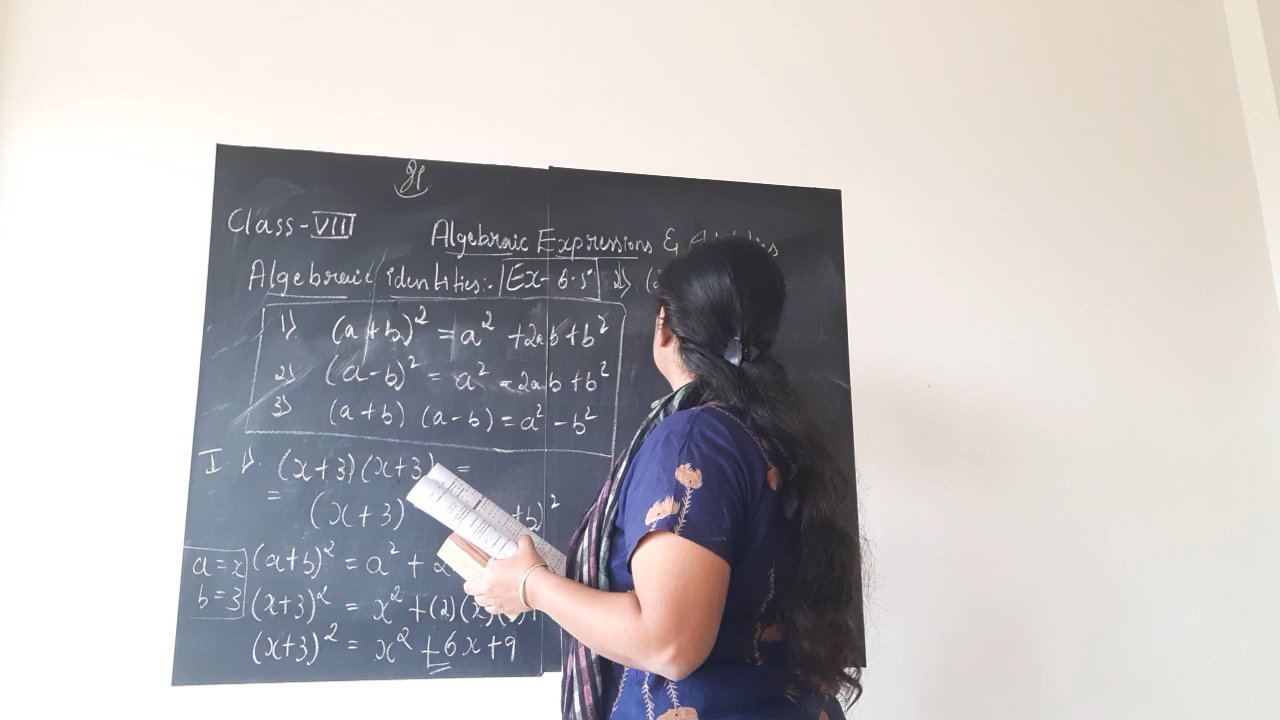 Class-VIII
Algebraic Expressions &
Algebraic identities:- Ex-6.5 2) (
1) (a+b)² = a² +2ab+b²
2) (a-b)² = a² -2ab+b²
3) (a+b) (a-b) = a² - b²
I 1). (x+3)(x+3) =
= (x+3) +b)²
a=x (a+b)² = a² + 2
b=3 (x+3)² = x² +(2)(x)(
(x+3)² = x² +6x+9